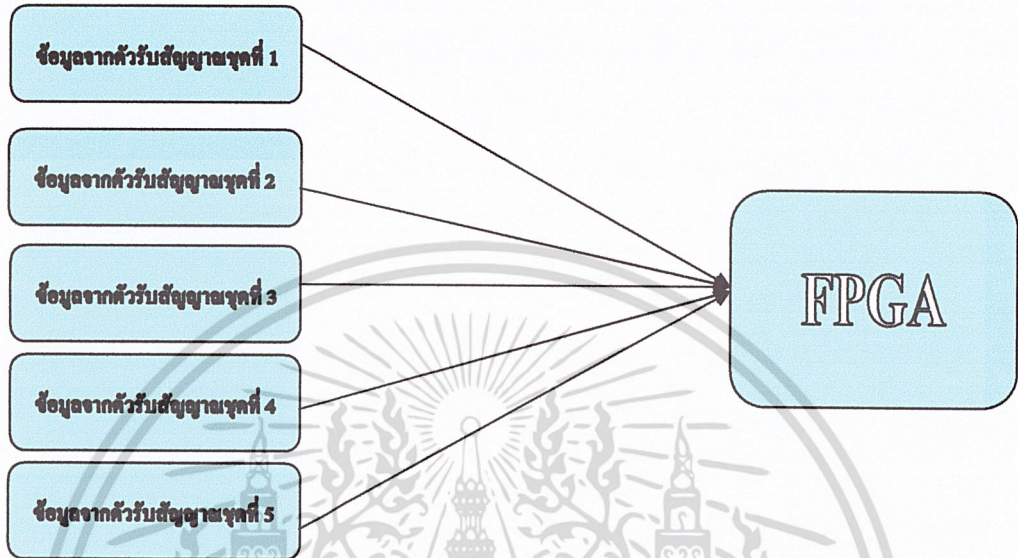 ข้อมูลจากตัวรับสัญญาณชุดที่ 1
ข้อมูลจากตัวรับสัญญาณชุดที่ 2
ข้อมูลจากตัวรับสัญญาณชุดที่ 3
ข้อมูลจากตัวรับสัญญาณชุดที่ 4
ข้อมูลจากตัวรับสัญญาณชุดที่ 5
FPGA